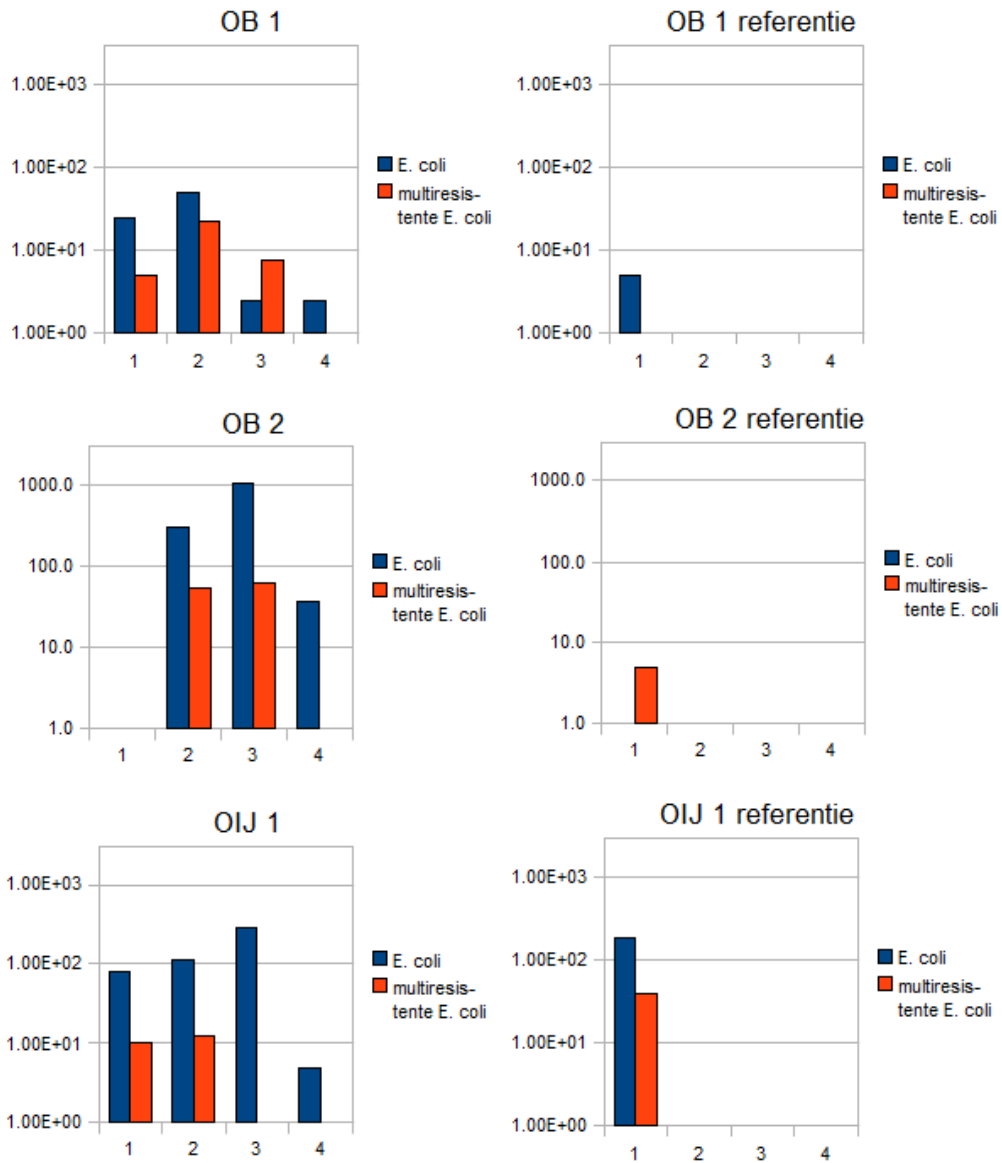 OB 1
1.00E+03
1.00E+02
1.00E+01
1.00E+00
1 2 3 4
E. coli
multiresis-
tente E. coli
OB 1 referentie
1.00E+03
1.00E+02
1.00E+01
1.00E+00
1 2 3 4
E. coli
multiresis-
tente E. coli
OB 2
1000.0
100.0
10.0
1.0
1 2 3 4
E. coli
multiresis-
tente E. coli
OB 2 referentie
1000.0
100.0
10.0
1.0
1 2 3 4
E. coli
multiresis-
tente E. coli
OIJ 1
1.00E+03
1.00E+02
1.00E+01
1.00E+00
1 2 3 4
E. coli
multiresis-
tente E. coli
OIJ 1 referentie
1.00E+03
1.00E+02
1.00E+01
1.00E+00
1 2 3 4
E. coli
multiresis-
tente E. coli